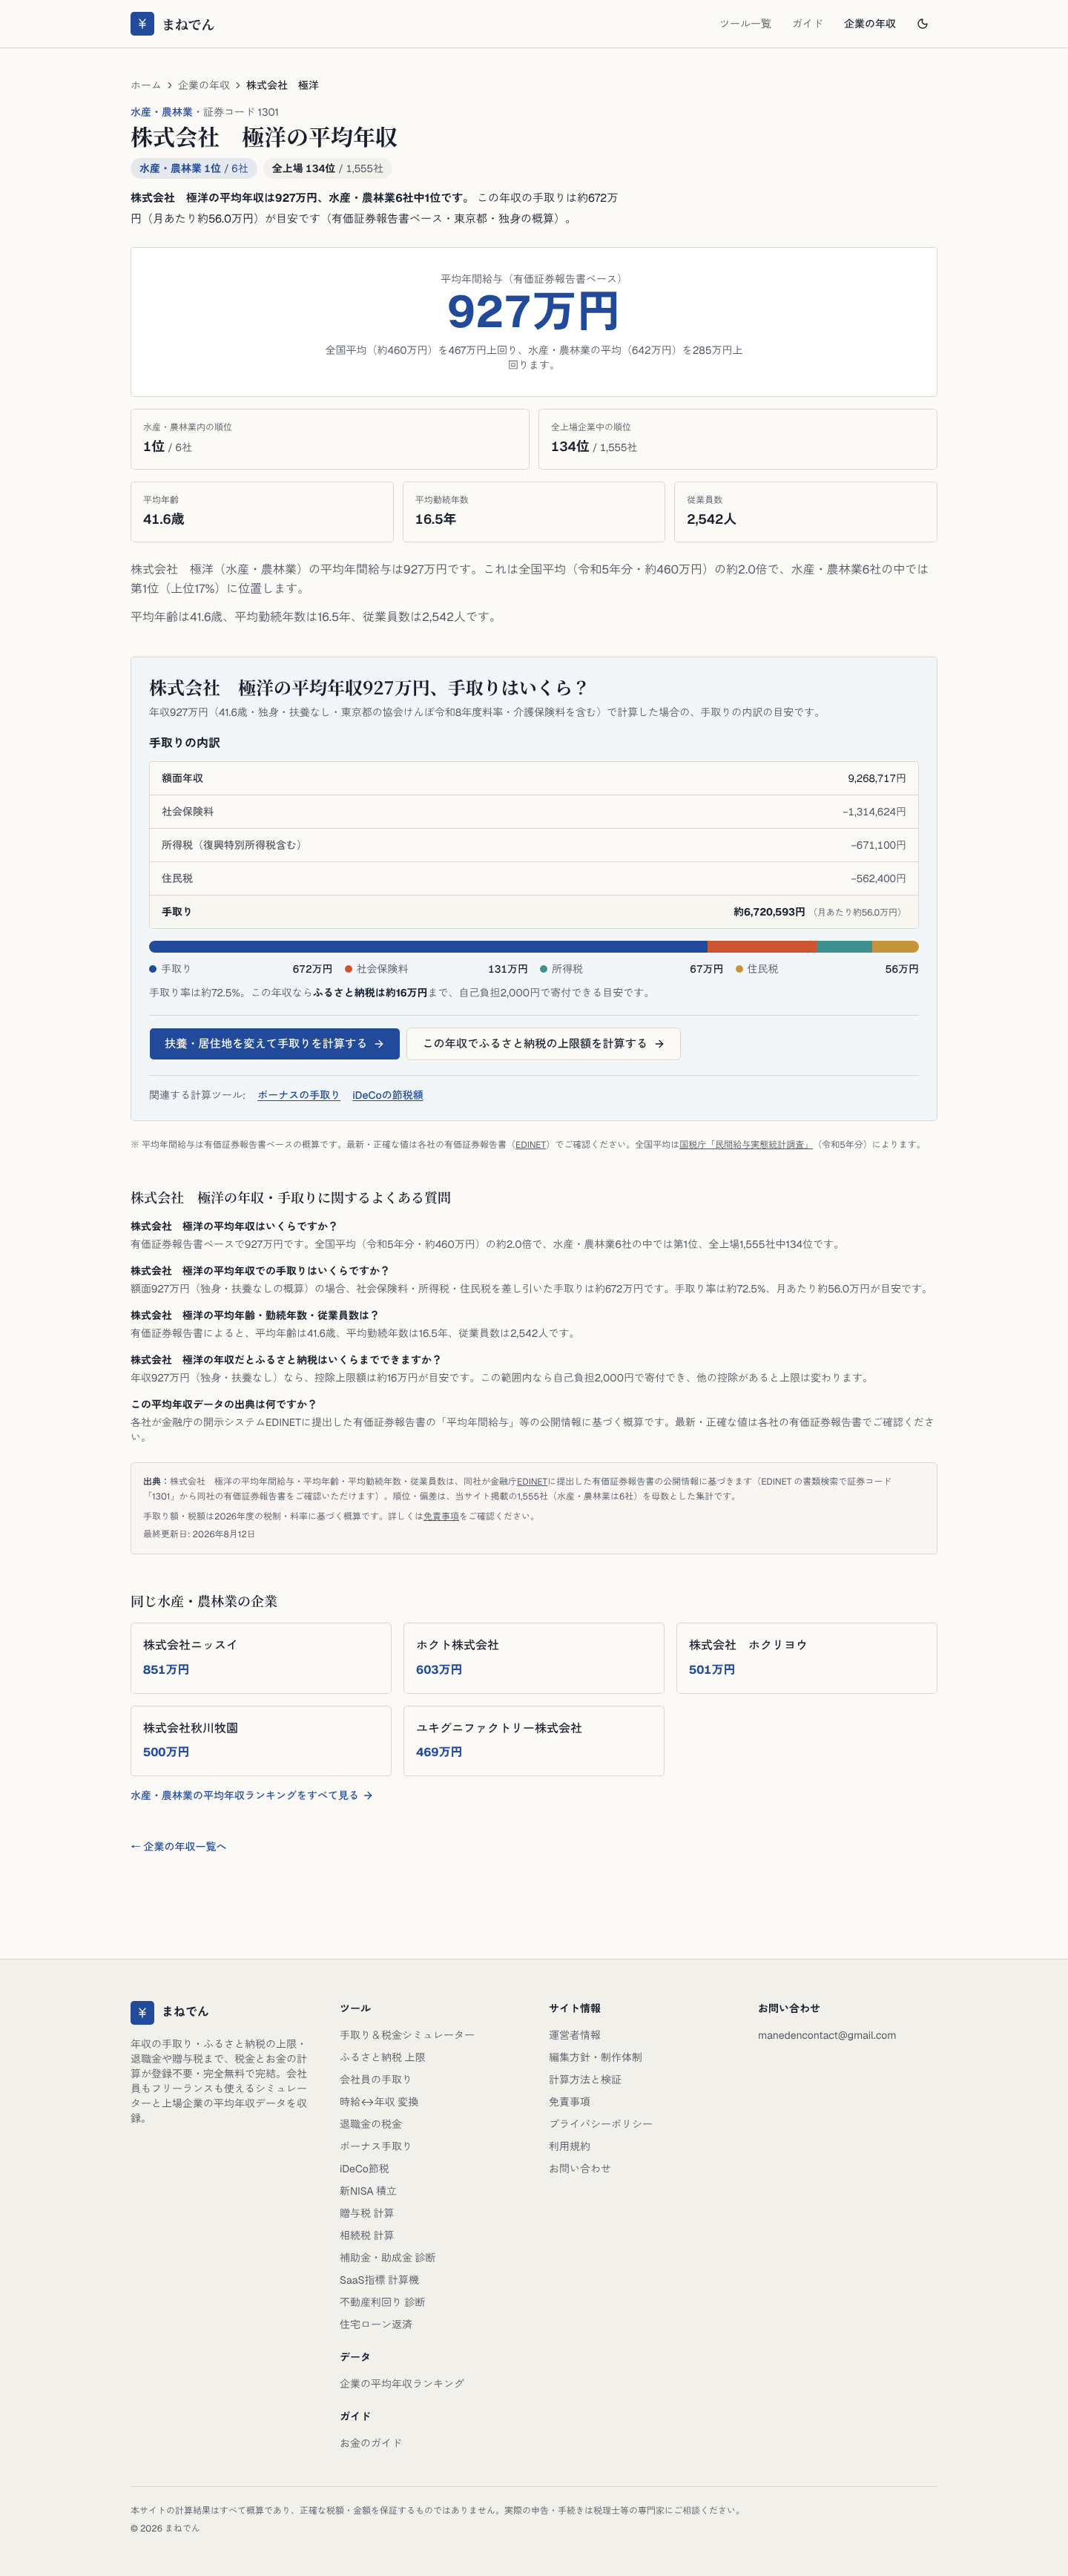 ¥ まねでん
ツール一覧 ガイド 企業の年収
ホーム > 企業の年収 > 株式会社　極洋
水産・農林業・証券コード 1301
株式会社　極洋の平均年収
水産・農林業 1位 / 6社 全上場 134位 / 1,555社
株式会社　極洋の平均年収は927万円、水産・農林業6社中1位です。 この年収の手取りは約672万
円（月あたり約56.0万円）が目安です（有価証券報告書ベース・東京都・独身の概算）。
平均年間給与（有価証券報告書ベース）
927万円
全国平均（約460万円）を467万円上回り、水産・農林業の平均（642万円）を285万円上
回ります。
水産・農林業内の順位
1位 / 6社
全上場企業中の順位
134位 / 1,555社
平均年齢
41.6歳
平均勤続年数
16.5年
従業員数
2,542人
株式会社　極洋（水産・農林業）の平均年間給与は927万円です。これは全国平均（令和5年分・約460万円）の約2.0倍で、水産・農林業6社の中では
第1位（上位17%）に位置します。
平均年齢は41.6歳、平均勤続年数は16.5年、従業員数は2,542人です。
株式会社　極洋の平均年収927万円、手取りはいくら？
年収927万円（41.6歳・独身・扶養なし・東京都の協会けんぽ令和8年度料率・介護保険料を含む）で計算した場合の、手取りの内訳の目安です。
手取りの内訳
額面年収 9,268,717円
社会保険料 −1,314,624円
所得税（復興特別所得税含む） −671,100円
住民税 −562,400円
手取り 約6,720,593円 （月あたり約56.0万円）
手取り 672万円 社会保険料 131万円 所得税 67万円 住民税 56万円
手取り率は約72.5%。この年収ならふるさと納税は約16万円まで、自己負担2,000円で寄付できる目安です。
扶養・居住地を変えて手取りを計算する → この年収でふるさと納税の上限額を計算する →
関連する計算ツール: ボーナスの手取り iDeCoの節税額
※ 平均年間給与は有価証券報告書ベースの概算です。最新・正確な値は各社の有価証券報告書（EDINET）でご確認ください。全国平均は国税庁「民間給与実態統計調査」（令和5年分）によります。
株式会社　極洋の年収・手取りに関するよくある質問
株式会社　極洋の平均年収はいくらですか？
有価証券報告書ベースで927万円です。全国平均（令和5年分・約460万円）の約2.0倍で、水産・農林業6社の中では第1位、全上場1,555社中134位です。
株式会社　極洋の平均年収での手取りはいくらですか？
額面927万円（独身・扶養なしの概算）の場合、社会保険料・所得税・住民税を差し引いた手取りは約672万円です。手取り率は約72.5%、月あたり約56.0万円が目安です。
株式会社　極洋の平均年齢・勤続年数・従業員数は？
有価証券報告書によると、平均年齢は41.6歳、平均勤続年数は16.5年、従業員数は2,542人です。
株式会社　極洋の年収だとふるさと納税はいくらまでできますか？
年収927万円（独身・扶養なし）なら、控除上限額は約16万円が目安です。この範囲内なら自己負担2,000円で寄付でき、他の控除があると上限は変わります。
この平均年収データの出典は何ですか？
各社が金融庁の開示システムEDINETに提出した有価証券報告書の「平均年間給与」等の公開情報に基づく概算です。最新・正確な値は各社の有価証券報告書でご確認くださ
い。
出典：株式会社　極洋の平均年間給与・平均年齢・平均勤続年数・従業員数は、同社が金融庁EDINETに提出した有価証券報告書の公開情報に基づきます（EDINET の書類検索で証券コード
「1301」から同社の有価証券報告書をご確認いただけます）。順位・偏差は、当サイト掲載の1,555社（水産・農林業は6社）を母数とした集計です。
手取り額・税額は2026年度の税制・料率に基づく概算です。詳しくは免責事項をご確認ください。
最終更新日: 2026年8月12日
同じ水産・農林業の企業
株式会社ニッスイ
851万円
ホクト株式会社
603万円
株式会社　ホクリヨウ
501万円
株式会社秋川牧園
500万円
ユキグニファクトリー株式会社
469万円
水産・農林業の平均年収ランキングをすべて見る →
← 企業の年収一覧へ
¥ まねでん
年収の手取り・ふるさと納税の上限・
退職金や贈与税まで、税金とお金の計
算が登録不要・完全無料で完結。会社
員もフリーランスも使えるシミュレー
ターと上場企業の平均年収データを収
録。
ツール
手取り＆税金シミュレーター
ふるさと納税 上限
会社員の手取り
時給↔年収 変換
退職金の税金
ボーナス手取り
iDeCo節税
新NISA 積立
贈与税 計算
相続税 計算
補助金・助成金 診断
SaaS指標 計算機
不動産利回り 診断
住宅ローン返済
データ
企業の平均年収ランキング
ガイド
お金のガイド
サイト情報
運営者情報
編集方針・制作体制
計算方法と検証
免責事項
プライバシーポリシー
利用規約
お問い合わせ
お問い合わせ
manedencontact@gmail.com
本サイトの計算結果はすべて概算であり、正確な税額・金額を保証するものではありません。実際の申告・手続きは税理士等の専門家にご相談ください。
© 2026 まねでん